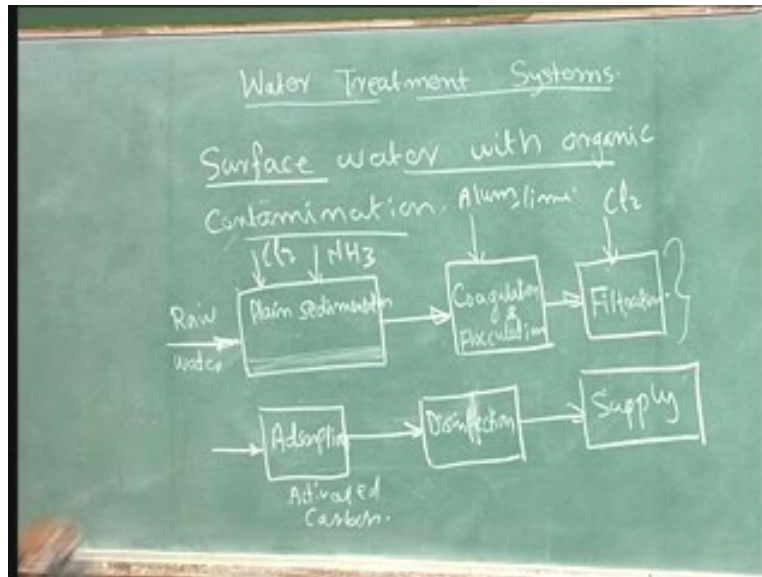 Water Treatment Systems.
Surface water with organic
Contamination.
Alum, lime.
Cl2
Cl2
NH3
Raw
water
Plain Sedimentation
Coagulation
&
Flocculation
Filtration
Adsorption
Disinfection
Supply
Activated
Carbon.